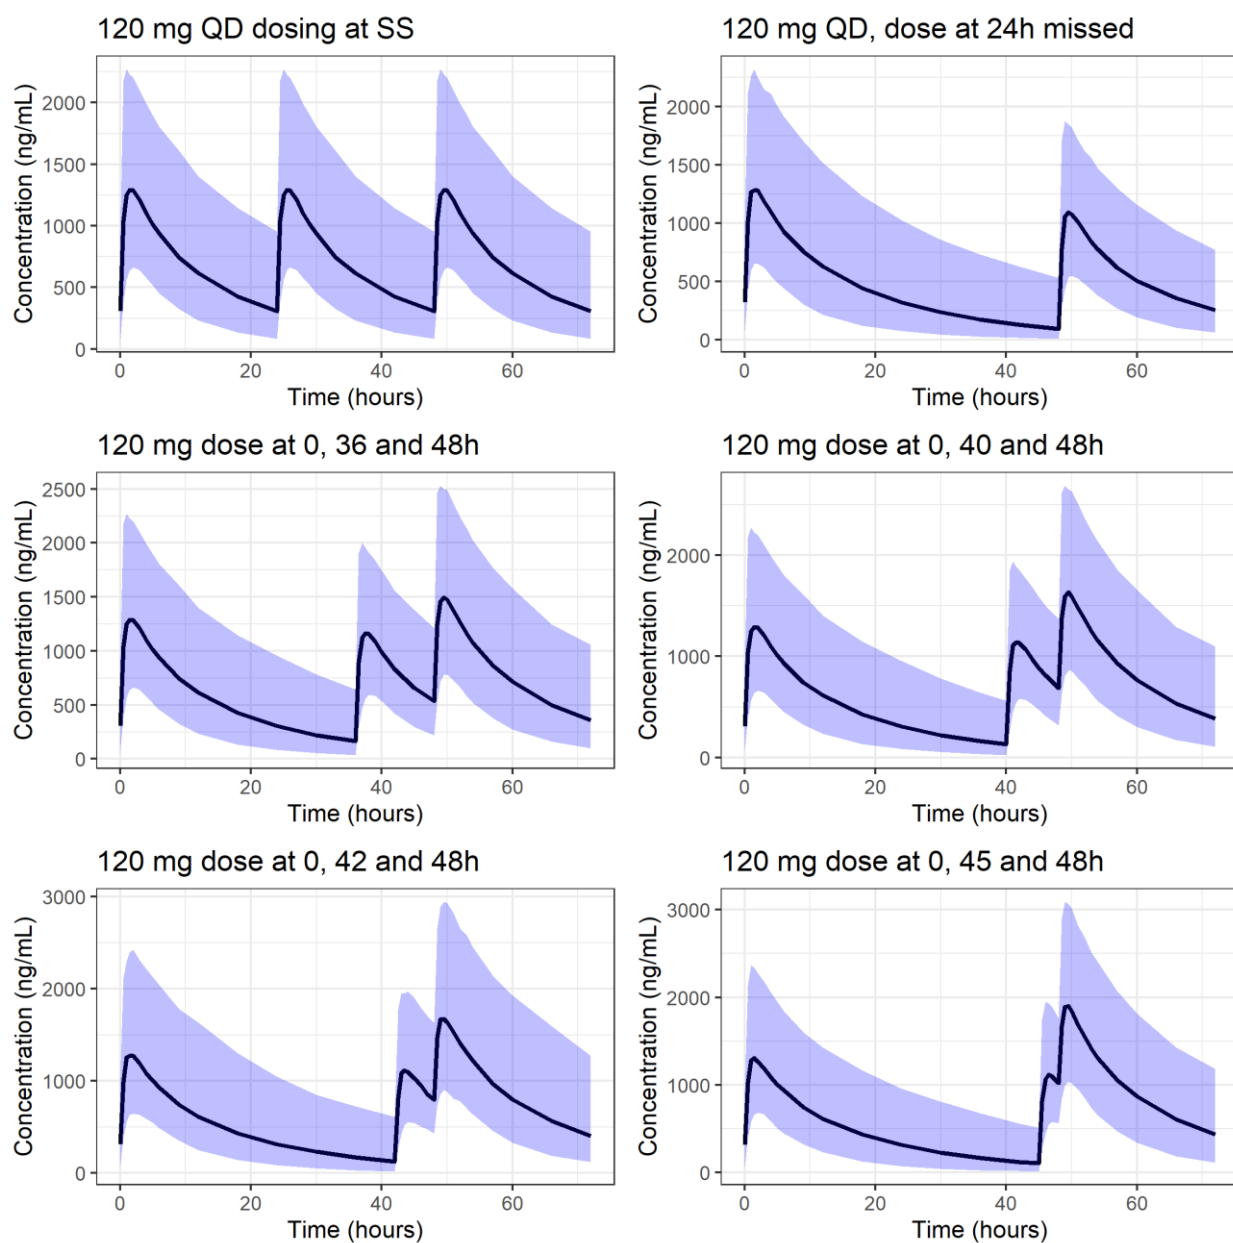 120 mg QD dosing at SS
Concentration (ng/mL)
2000
1500
1000
500
0
0 20 40 60
Time (hours)
120 mg QD, dose at 24h missed
Concentration (ng/mL)
2000
1500
1000
500
0
0 20 40 60
Time (hours)
120 mg dose at 0, 36 and 48h
Concentration (ng/mL)
2500
2000
1500
1000
500
0
0 20 40 60
Time (hours)
120 mg dose at 0, 40 and 48h
Concentration (ng/mL)
2000
1000
0
0 20 40 60
Time (hours)
120 mg dose at 0, 42 and 48h
Concentration (ng/mL)
3000
2000
1000
0
0 20 40 60
Time (hours)
120 mg dose at 0, 45 and 48h
Concentration (ng/mL)
3000
2000
1000
0
0 20 40 60
Time (hours)